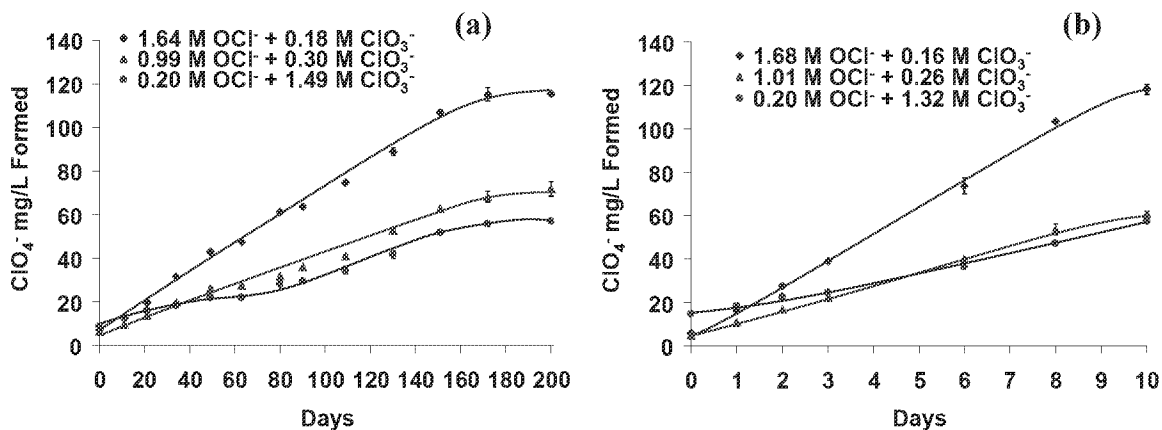 (a)
1.64 M OCl⁻ + 0.18 M ClO₃⁻
0.99 M OCl⁻ + 0.30 M ClO₃⁻
0.20 M OCl⁻ + 1.49 M ClO₃⁻
ClO₄⁻ mg/L Formed
140
120
100
80
60
40
20
0
0 20 40 60 80 100 120 140 160 180 200
Days
(b)
1.68 M OCl⁻ + 0.16 M ClO₃⁻
1.01 M OCl⁻ + 0.26 M ClO₃⁻
0.20 M OCl⁻ + 1.32 M ClO₃⁻
ClO₄⁻ mg/L Formed
140
120
100
80
60
40
20
0
0 1 2 3 4 5 6 7 8 9 10
Days